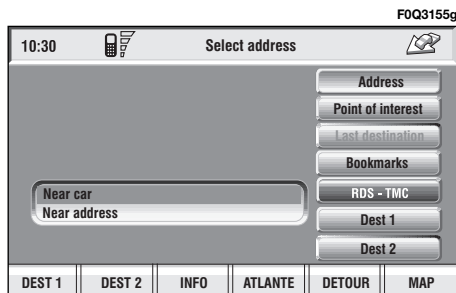 F0Q3155g
10:30 Select address
Address
Point of interest
Last destination
Bookmarks
RDS - TMC
Near car
Near address
Dest 1
Dest 2
DEST 1 DEST 2 INFO ATLANTE DETOUR MAP